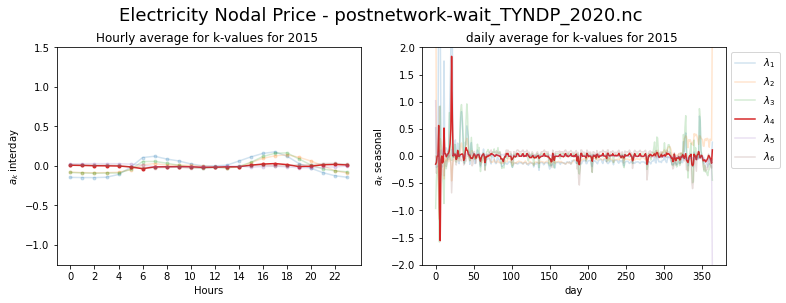 Electricity Nodal Price - postnetwork-wait_TYNDP_2020.nc
Hourly average for k-values for 2015
1.5
1.0
0.5
0.0
−0.5
−1.0
a_k interday
0 2 4 6 8 10 12 14 16 18 20 22
Hours
daily average for k-values for 2015
2.0
1.5
1.0
0.5
0.0
−0.5
−1.0
−1.5
−2.0
a_k seasonal
0 50 100 150 200 250 300 350
day
λ₁
λ₂
λ₃
λ₄
λ₅
λ₆